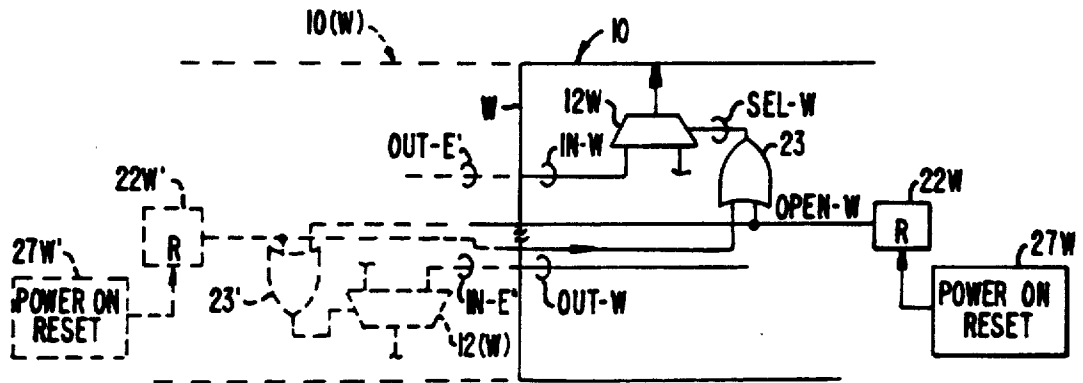 10(W)
10
12W
SEL-W
W
OUT-E'
IN-W
23
22W'
OPEN-W
22W
R
R
27W'
27W
POWER ON
RESET
23'
IN-E'
OUT-W
POWER ON
RESET
12(W)